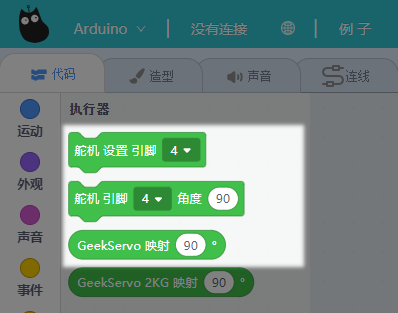 Arduino 没有连接 例 子
代码 造型 声音 连线
执行器
运动
外观
声音
事件
舵机 设置 引脚 4
舵机 引脚 4 角度 90
GeekServo 映射 90 °
GeekServo 2KG 映射 90 °